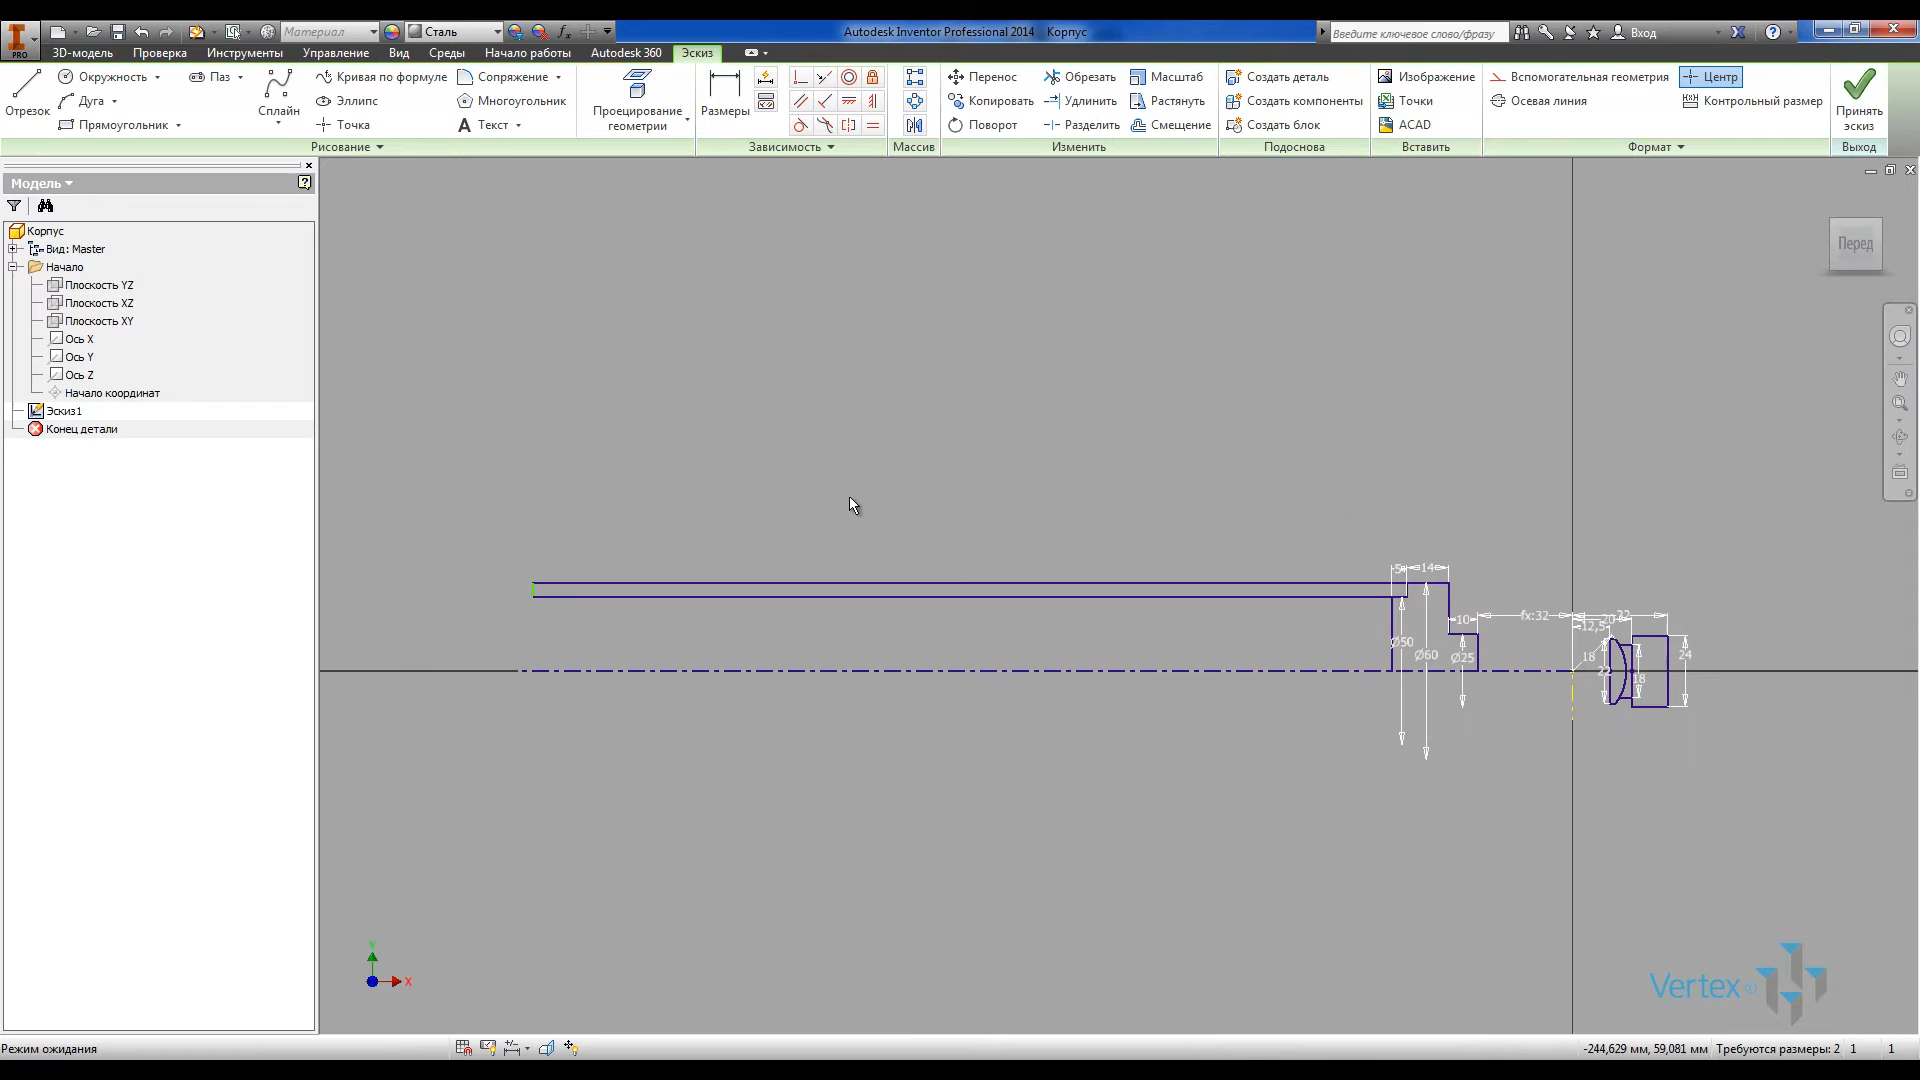 PRO
Материал
Сталь
Autodesk Inventor Professional 2014 Корпус
Введите ключевое слово/фразу
Вход
3D-модель Проверка Инструменты Управление Вид Среды Начало работы Autodesk 360 Эскиз
Отрезок
Окружность
Дуга
Прямоугольник
Паз
Сплайн
Кривая по формуле
Эллипс
Точка
Сопряжение
Многоугольник
Текст
Проецирование
геометрии
Размеры
Перенос
Копировать
Поворот
Обрезать
Удлинить
Разделить
Масштаб
Растянуть
Смещение
Создать деталь
Создать компоненты
Создать блок
Изображение
Точки
ACAD
Вспомогательная геометрия
Осевая линия
Центр
Контрольный размер
Принять
эскиз
Рисование Зависимость Массив Изменить Подоснова Вставить Формат Выход
Модель
Корпус
Вид: Master
Начало
Плоскость YZ
Плоскость XZ
Плоскость XY
Ось X
Ось Y
Ось Z
Начало координат
Эскиз1
Конец детали
Перед
5 14
10 fx:32
12,5 20
Ø50 Ø60 Ø25
18 24
18
Y
X
Vertex
Режим ожидания
-244,629 мм, 59,081 мм Требуются размеры: 2 1 1